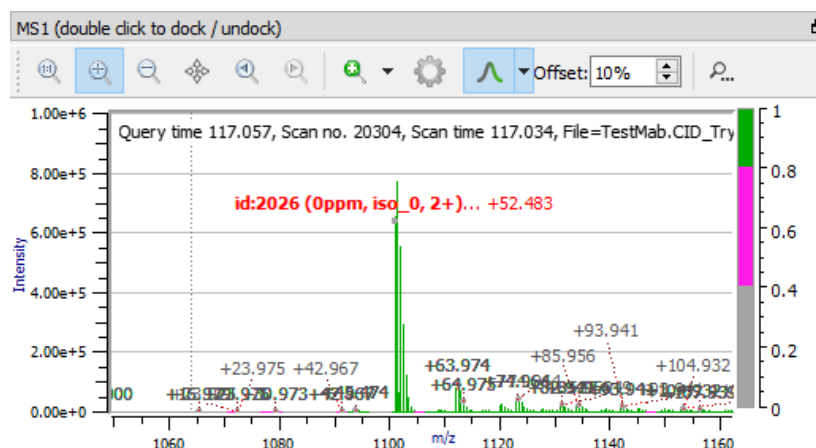 MS1 (double click to dock / undock)
Offset: 10%
1.00e+6
8.00e+5
6.00e+5
4.00e+5
2.00e+5
0.00e+0
Intensity
Query time 117.057, Scan no. 20304, Scan time 117.034, File=TestMab.CID_Try
id:2026 (0ppm, iso_0, 2+)... +52.483
+93.941
+85.956
+104.932
+63.974
+64.975
+23.975
+42.967
1060
1080
1100
1120
1140
1160
m/z
1
0.8
0.6
0.4
0.2
0